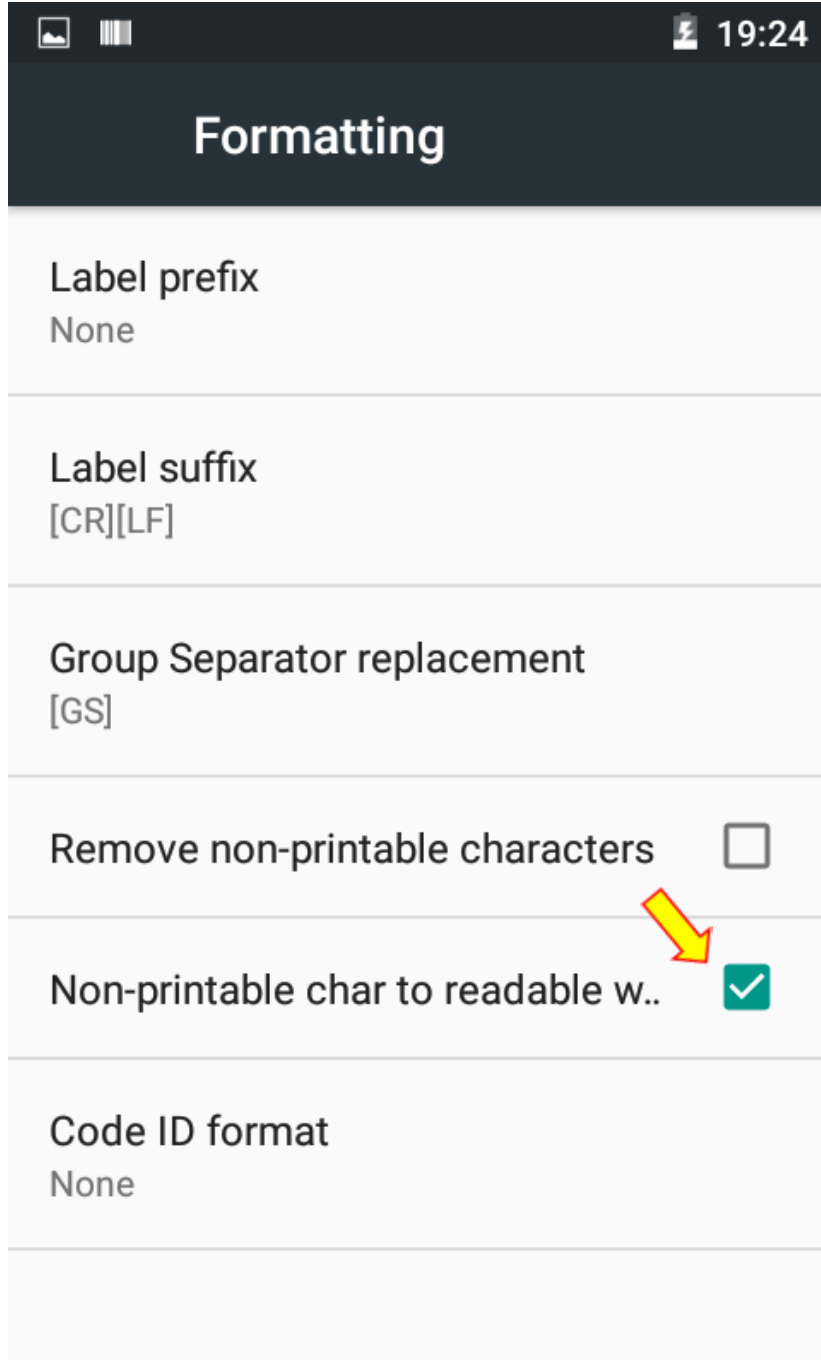 19:24
Formatting
Label prefix
None
Label suffix
[CR][LF]
Group Separator replacement
[GS]
Remove non-printable characters
Non-printable char to readable w..
Code ID format
None